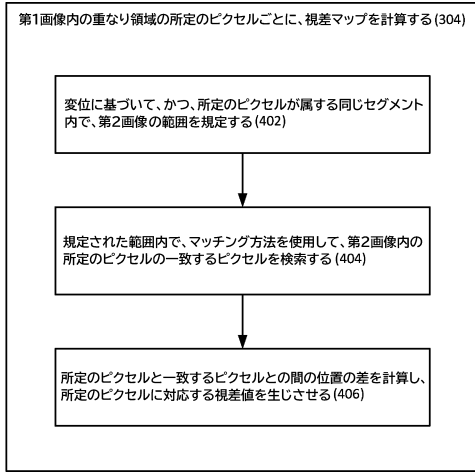 第1画像内の重なり領域の所定のピクセルごとに、視差マップを計算する(304)
変位に基づいて、かつ、所定のピクセルが属する同じセグメント
内で、第2画像の範囲を規定する(402)
規定された範囲内で、マッチング方法を使用して、第2画像内の
所定のピクセルの一致するピクセルを検索する(404)
所定のピクセルと一致するピクセルとの間の位置の差を計算し、
所定のピクセルに対応する視差値を生じさせる(406)